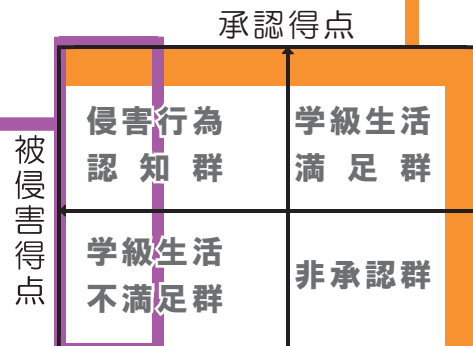 承認得点
侵害行為
認知群
学級生活
満足群
被侵害得点
学級生活
不満足群
非承認群